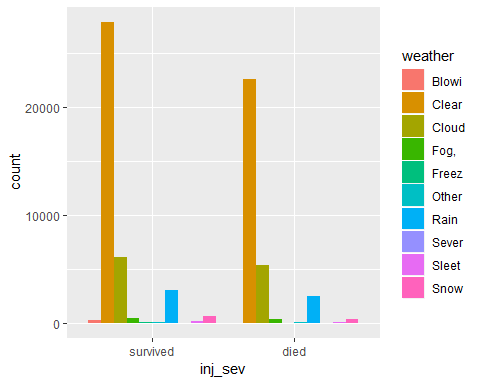 weather
Blowi
Clear
Cloud
Fog,
Freez
Other
Rain
Sever
Sleet
Snow
count
20000
10000
0
survived died
inj_sev